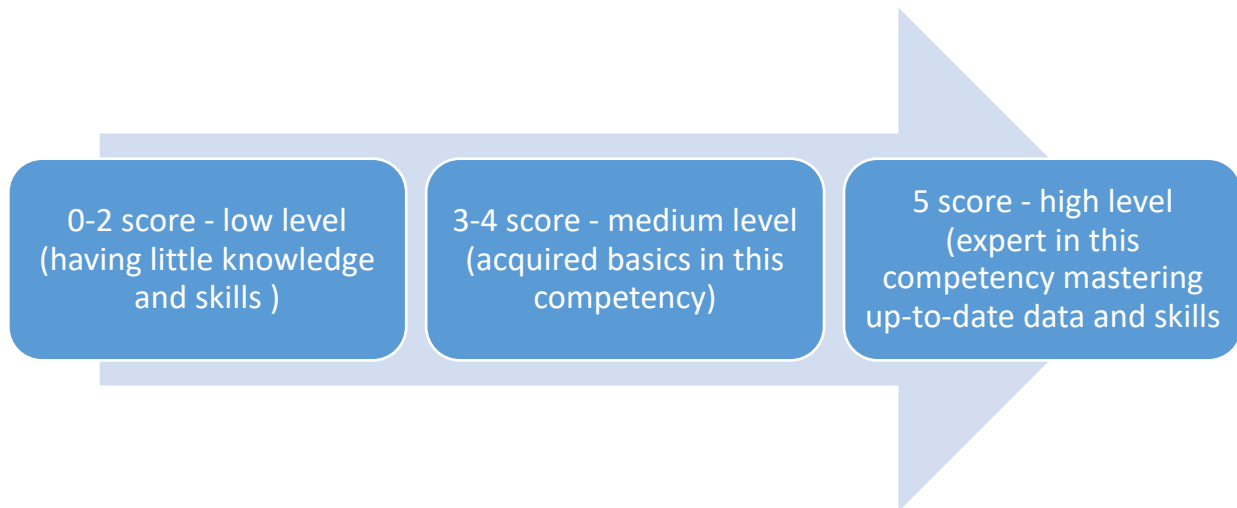 0-2 score - low level
(having little knowledge
and skills )
3-4 score - medium level
(acquired basics in this
competency)
5 score - high level
(expert in this
competency mastering
up-to-date data and skills